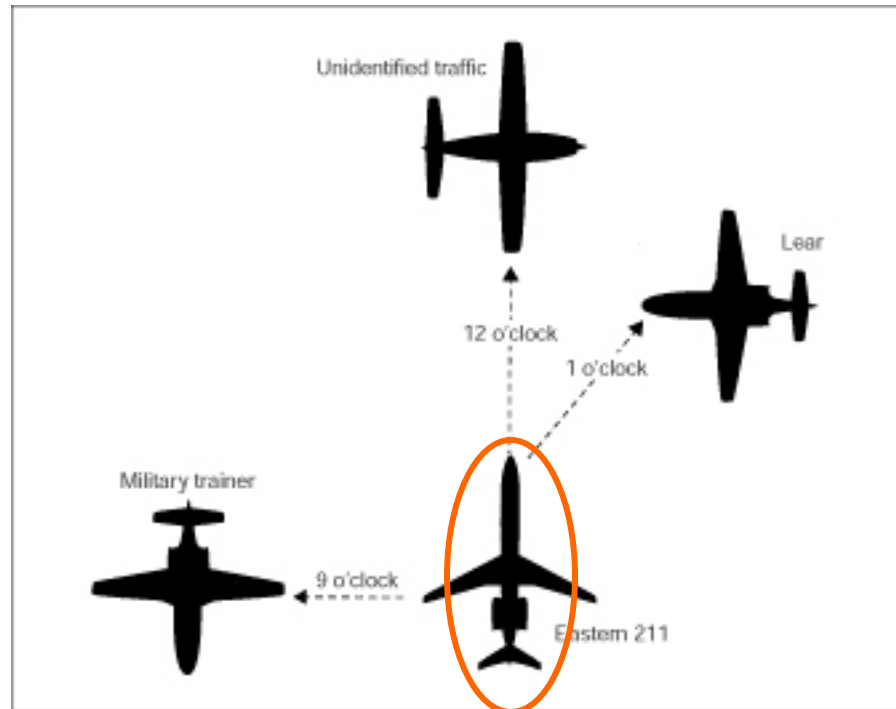 Unidentified traffic
Lear
12 o'clock
1 o'clock
Military trainer
9 o'clock
Eastern 211